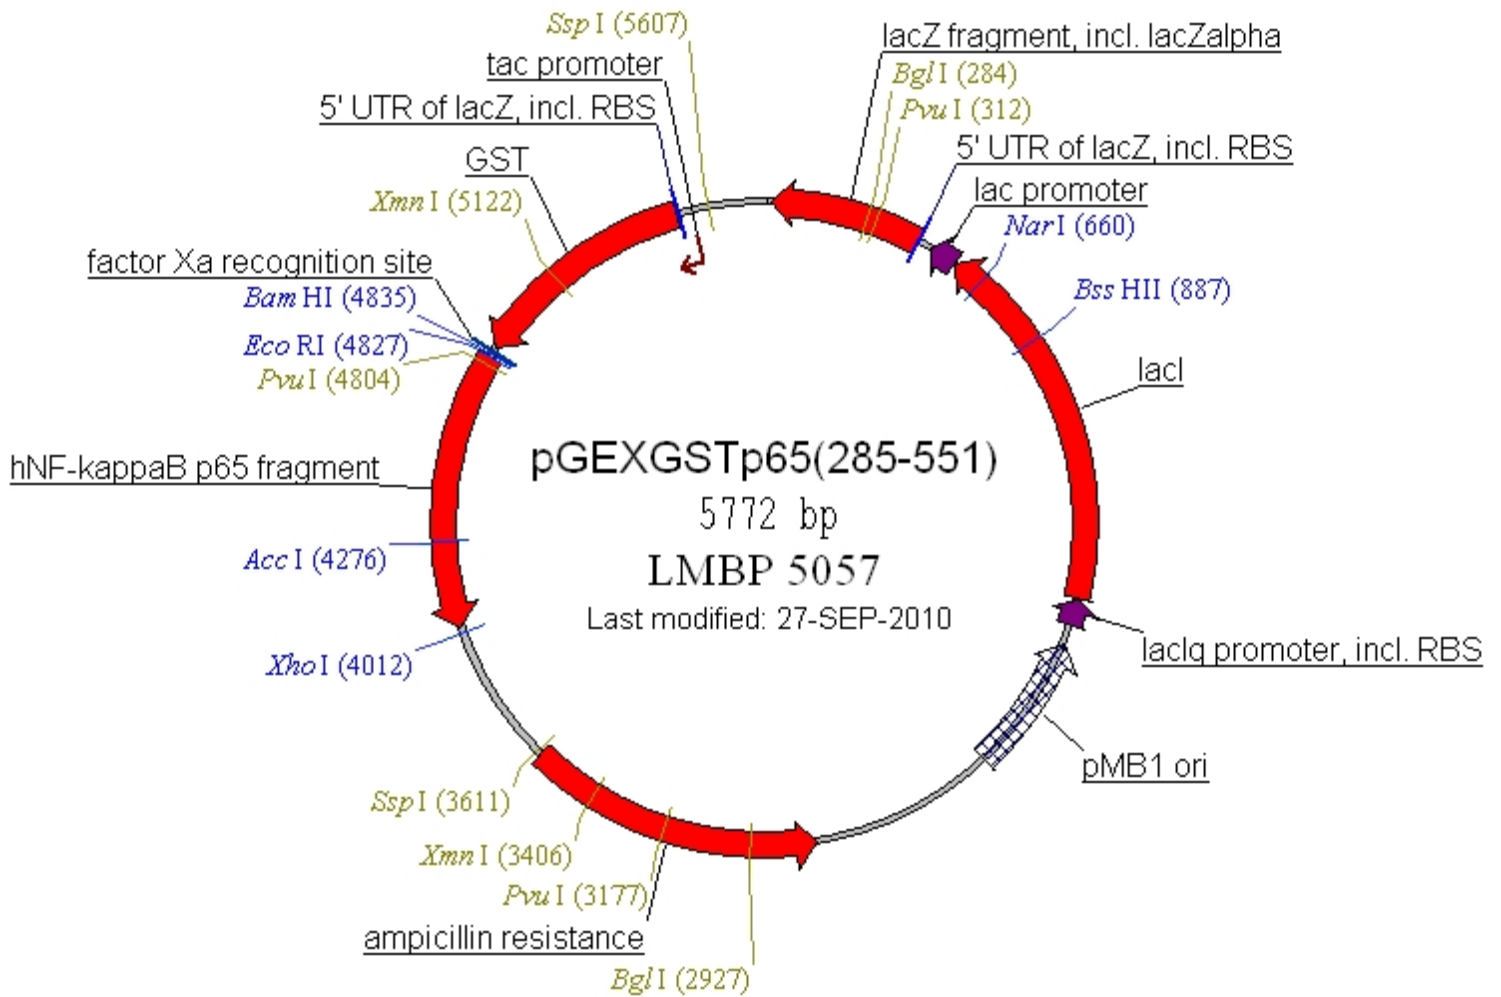 Ssp I (5607)
lacZ fragment, incl. lacZalpha
tac promoter
Bgl I (284)
5' UTR of lacZ, incl. RBS
Pvu I (312)
GST
5' UTR of lacZ, incl. RBS
Xmn I (5122)
lac promoter
Nar I (660)
factor Xa recognition site
Bam HI (4835)
Bss HII (887)
Eco RI (4827)
Pvu I (4804)
lacI
pGEXGSTp65(285-551)
hNF-kappaB p65 fragment
5772 bp
Acc I (4276)
LMBP 5057
Last modified: 27-SEP-2010
Xho I (4012)
lacIq promoter, incl. RBS
pMB1 ori
Ssp I (3611)
Xmn I (3406)
Pvu I (3177)
ampicillin resistance
Bgl I (2927)